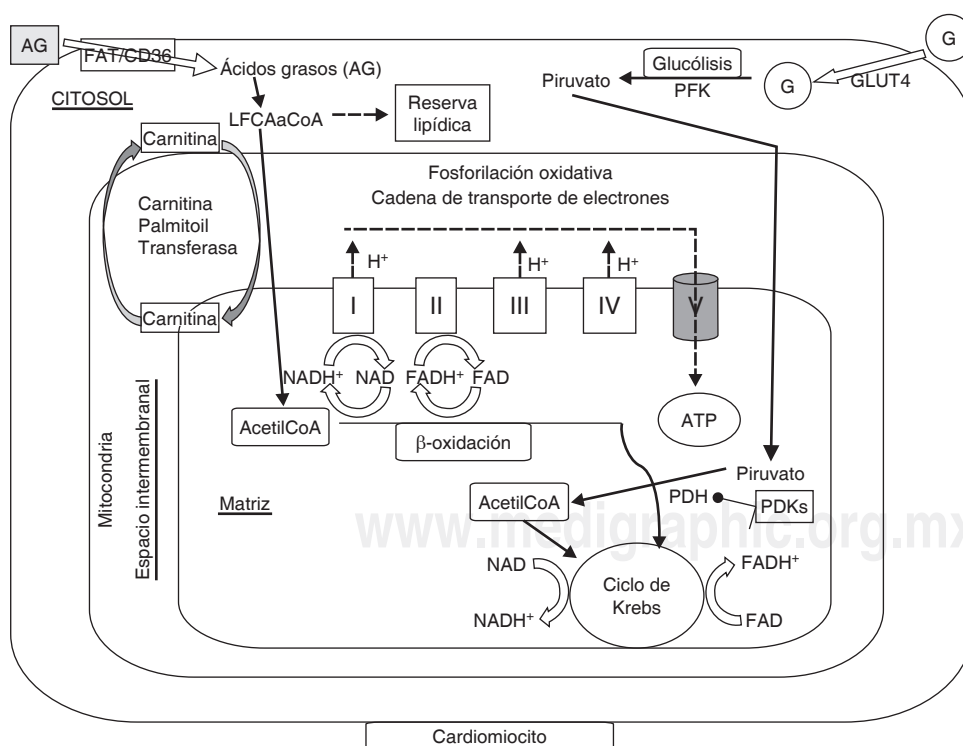 AG
FAT/CD36
Ácidos grasos (AG)
CITOSOL
LFCAaCoA
Reserva
lipídica
Piruvato
Glucólisis
PFK
G
G
GLUT4
Carnitina
Carnitina
Palmitoil
Transferasa
Carnitina
Fosforilación oxidativa
Cadena de transporte de electrones
H+
H+
H+
I
II
III
IV
V
NADH+
NAD
FADH+
FAD
ATP
AcetilCoA
β-oxidación
Mitocondria
Espacio intermembranal
Matriz
Piruvato
PDH
PDKs
AcetilCoA
www.medigraphic.org.mx
NAD
NADH+
Ciclo de
Krebs
FADH+
FAD
Cardiomiocito